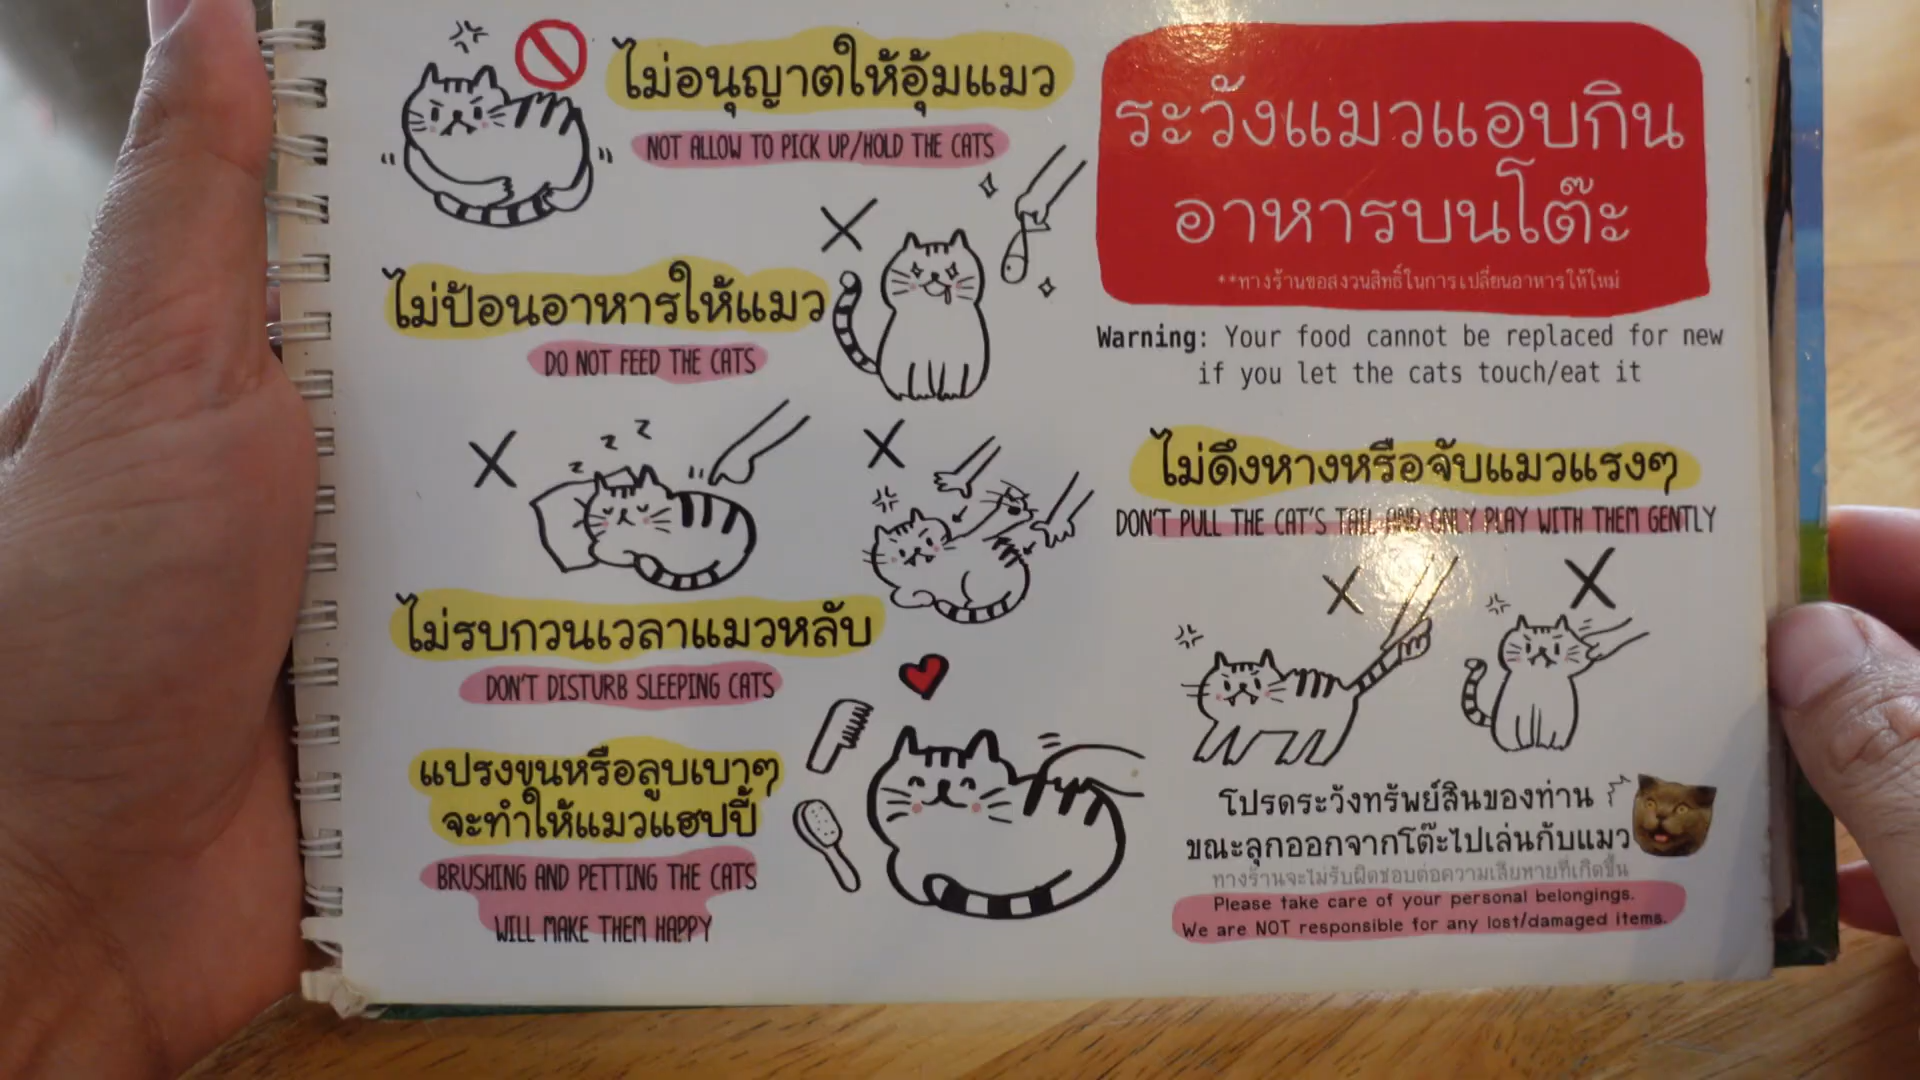 ไม่อนุญาตให้อุ้มแมว
NOT ALLOW TO PICK UP/HOLD THE CATS
ไม่ป้อนอาหารให้แมว
DO NOT FEED THE CATS
z z z
ไม่รบกวนเวลาแมวหลับ
DON'T DISTURB SLEEPING CATS
แปรงขนหรือลูบเบาๆ
จะทำให้แมวแฮปปี้
BRUSHING AND PETTING THE CATS
WILL MAKE THEM HAPPY
ระวังแมวแอบกิน
อาหารบนโต๊ะ
**ทางร้านขอสงวนสิทธิ์ในการเปลี่ยนอาหารให้ใหม่
Warning: Your food cannot be replaced for new
if you let the cats touch/eat it
ไม่ดึงหางหรือจับแมวแรงๆ
DON'T PULL THE CAT'S TAIL AND ONLY PLAY WITH THEM GENTLY
โปรดระวังทรัพย์สินของท่าน
ขณะลุกออกจากโต๊ะไปเล่นกับแมว
ทางร้านจะไม่รับผิดชอบต่อความเสียหายที่เกิดขึ้น
Please take care of your personal belongings.
We are NOT responsible for any lost/damaged items.